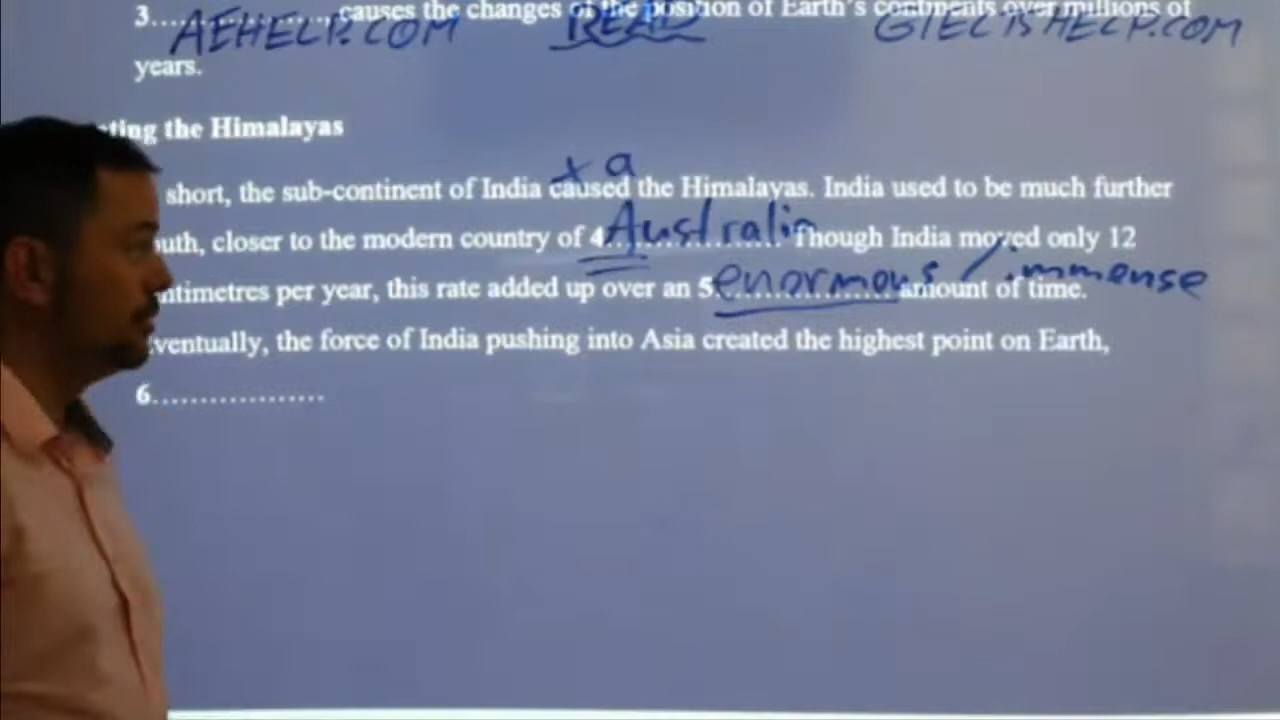 3.................. causes the changes of the position of Earth's continents over millions of
AEHELP.COM READ GIELTSHELP.COM
years.
ting the Himalayas
+ a
short, the sub-continent of India caused the Himalayas. India used to be much further
uth, closer to the modern country of 4 Australia Though India moved only 12
ntimetres per year, this rate added up over an 5 enormous / immense amount of time.
ventually, the force of India pushing into Asia created the highest point on Earth,
6..................